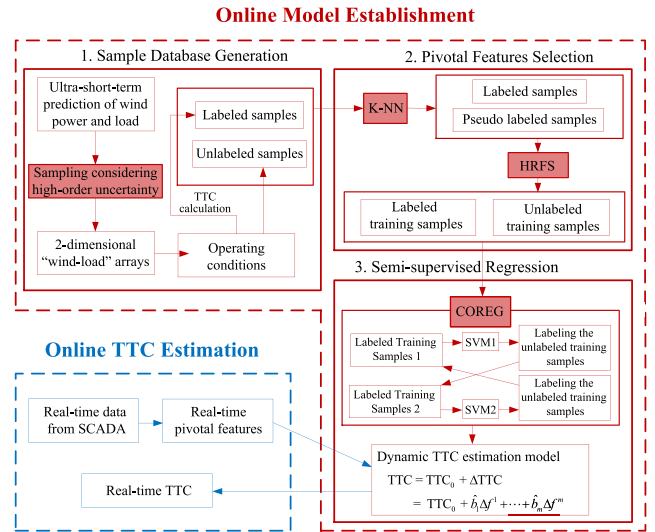 Online Model Establishment
1. Sample Database Generation
Ultra-short-term
prediction of wind
power and load
Sampling considering
high-order uncertainty
2-dimensional
“wind-load” arrays
Labeled samples
Unlabeled samples
TTC
calculation
Operating
conditions
2. Pivotal Features Selection
K-NN
Labeled samples
Pseudo labeled samples
HRFS
Labeled
training samples
Unlabeled
training samples
3. Semi-supervised Regression
COREG
Labeled Training
Samples 1
SVM1
Labeling the
unlabeled training
samples
Labeled Training
Samples 2
SVM2
Labeling the
unlabeled training
samples
Dynamic TTC estimation model
TTC = TTC₀ + ΔTTC
= TTC₀ + b̂₁Δf¹ + ⋯ + b̂ₘΔfᵐ
Online TTC Estimation
Real-time data
from SCADA
Real-time
pivotal features
Real-time TTC